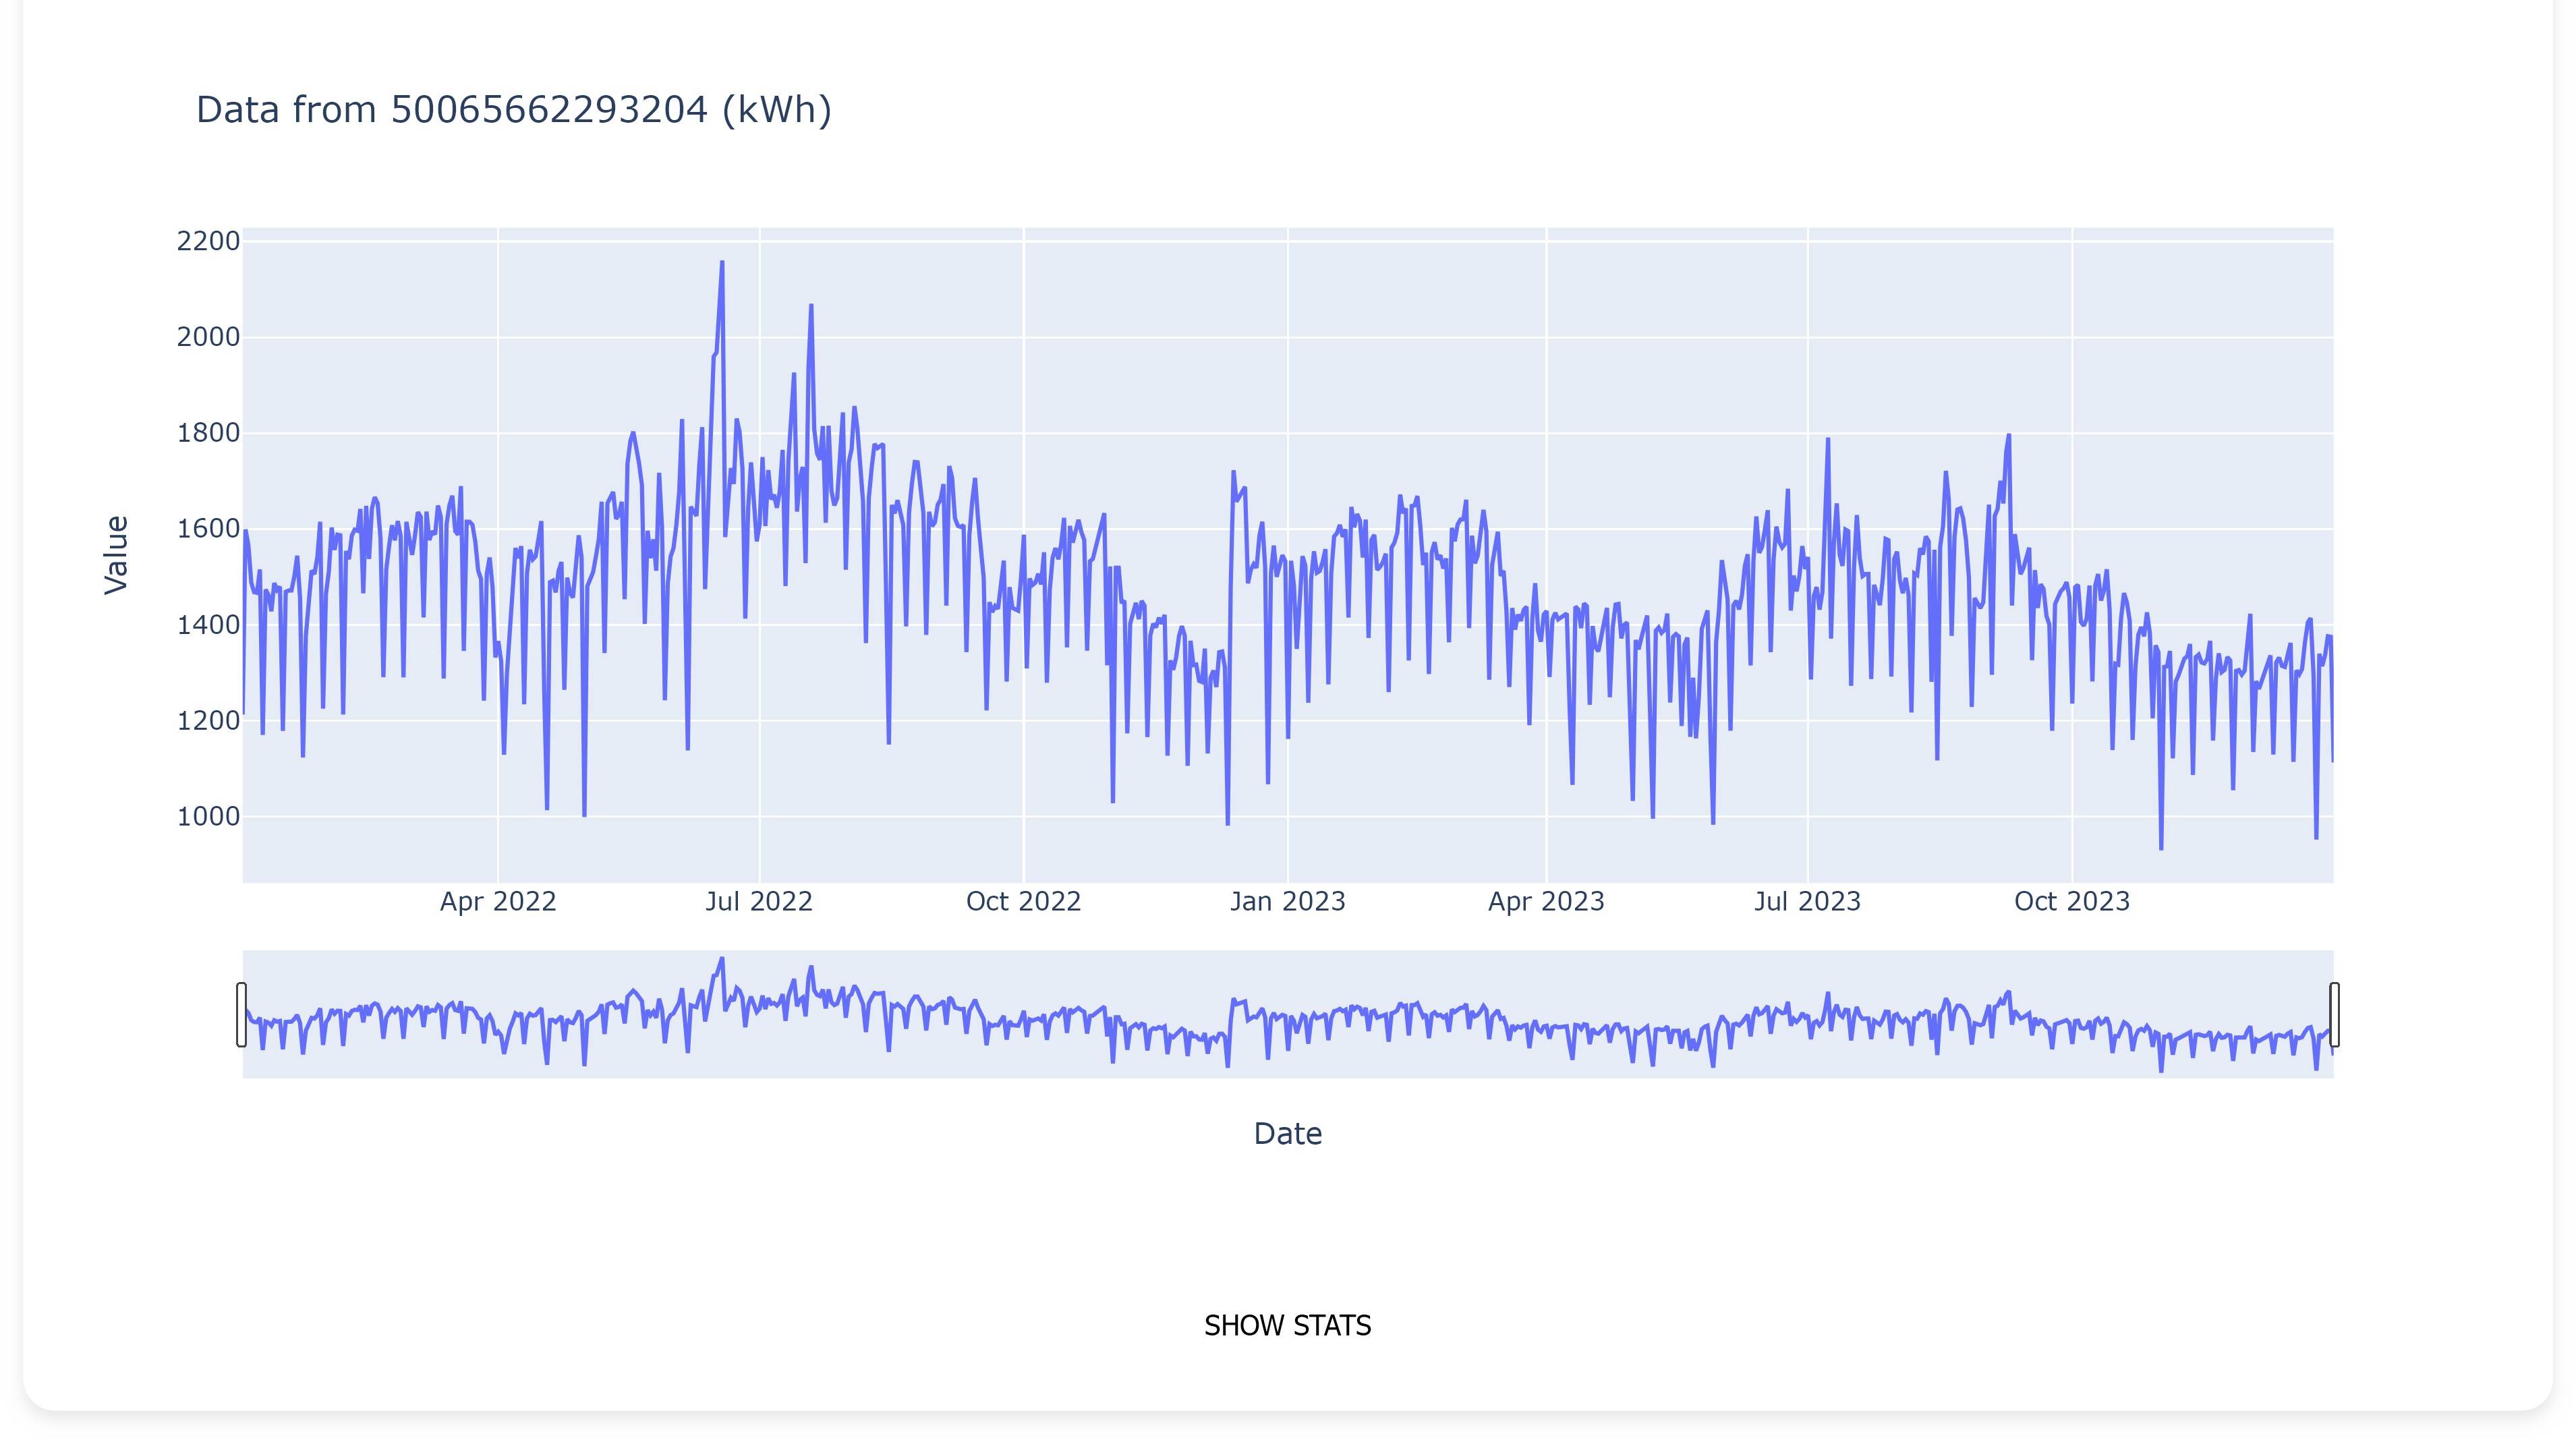 Data from 50065662293204 (kWh)
2200
2000
1800
1600
1400
1200
1000
Value
Apr 2022
Jul 2022
Oct 2022
Jan 2023
Apr 2023
Jul 2023
Oct 2023
Date
SHOW STATS